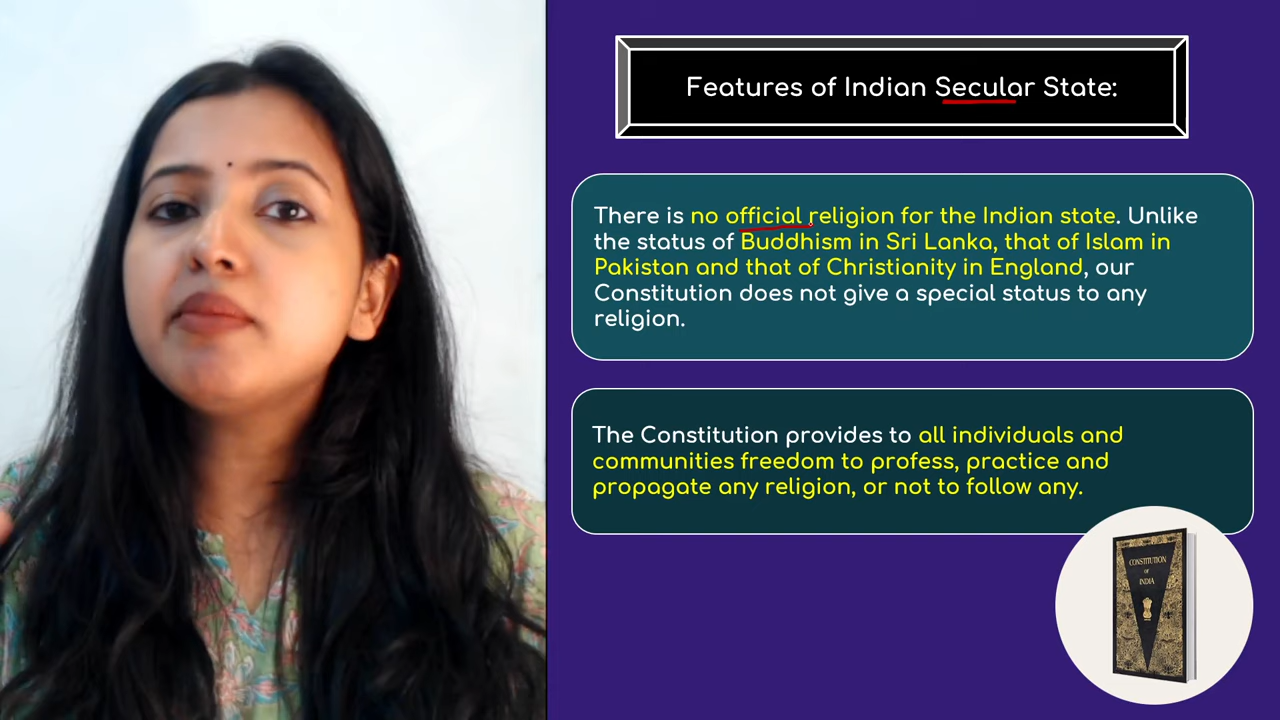 Features of Indian Secular State:
There is no official religion for the Indian state. Unlike
the status of Buddhism in Sri Lanka, that of Islam in
Pakistan and that of Christianity in England, our
Constitution does not give a special status to any
religion.
The Constitution provides to all individuals and
communities freedom to profess, practice and
propagate any religion, or not to follow any.
CONSTITUTION
OF
INDIA